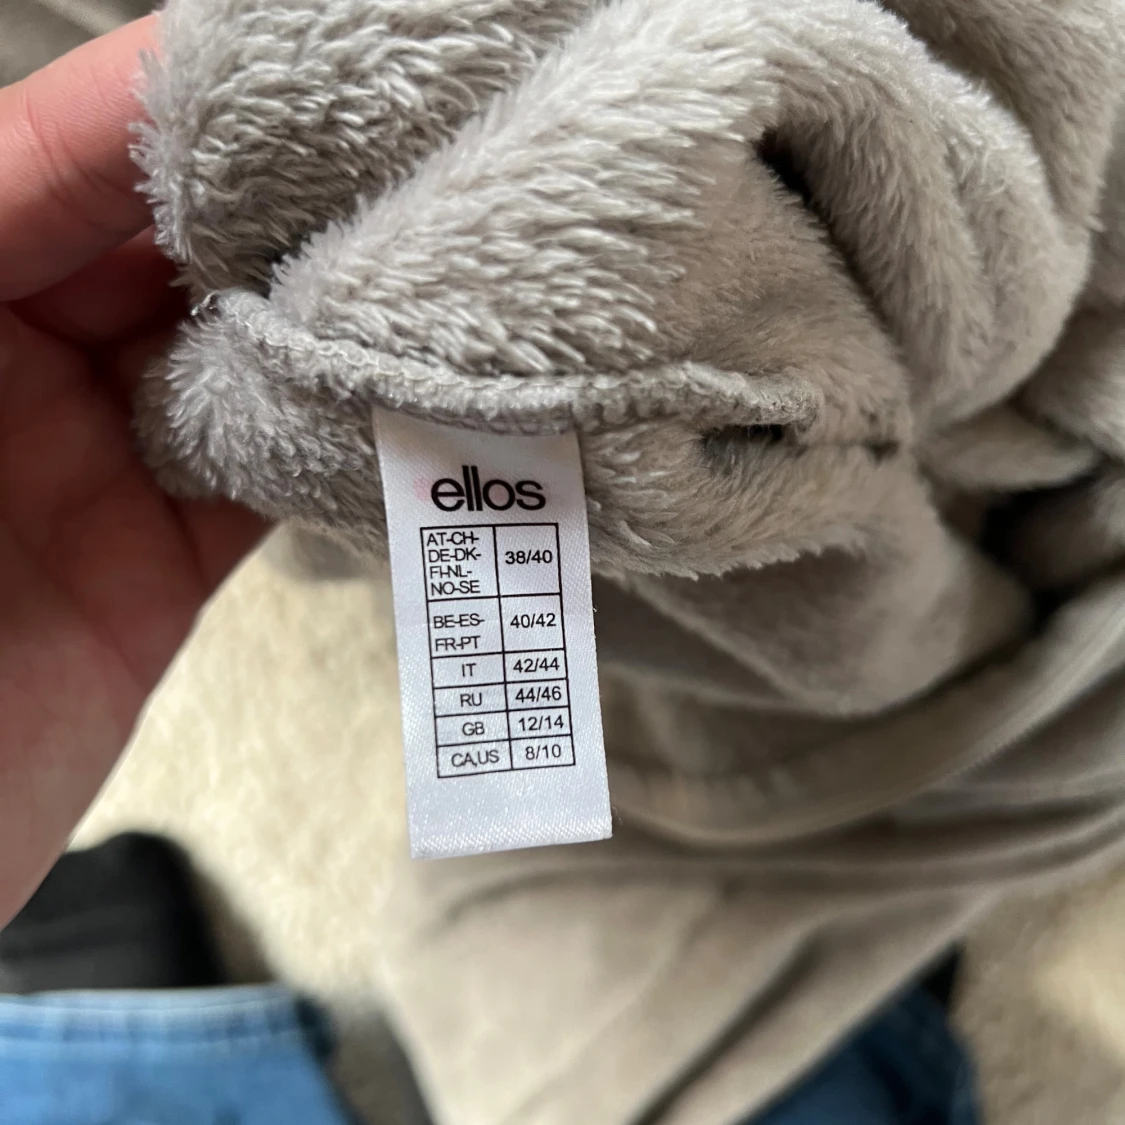 ellos
AT-CH-
DE-DK-
FI-NL-
NO-SE
38/40
BE-ES-
FR-PT
40/42
IT 42/44
RU 44/46
GB 12/14
CA,US 8/10